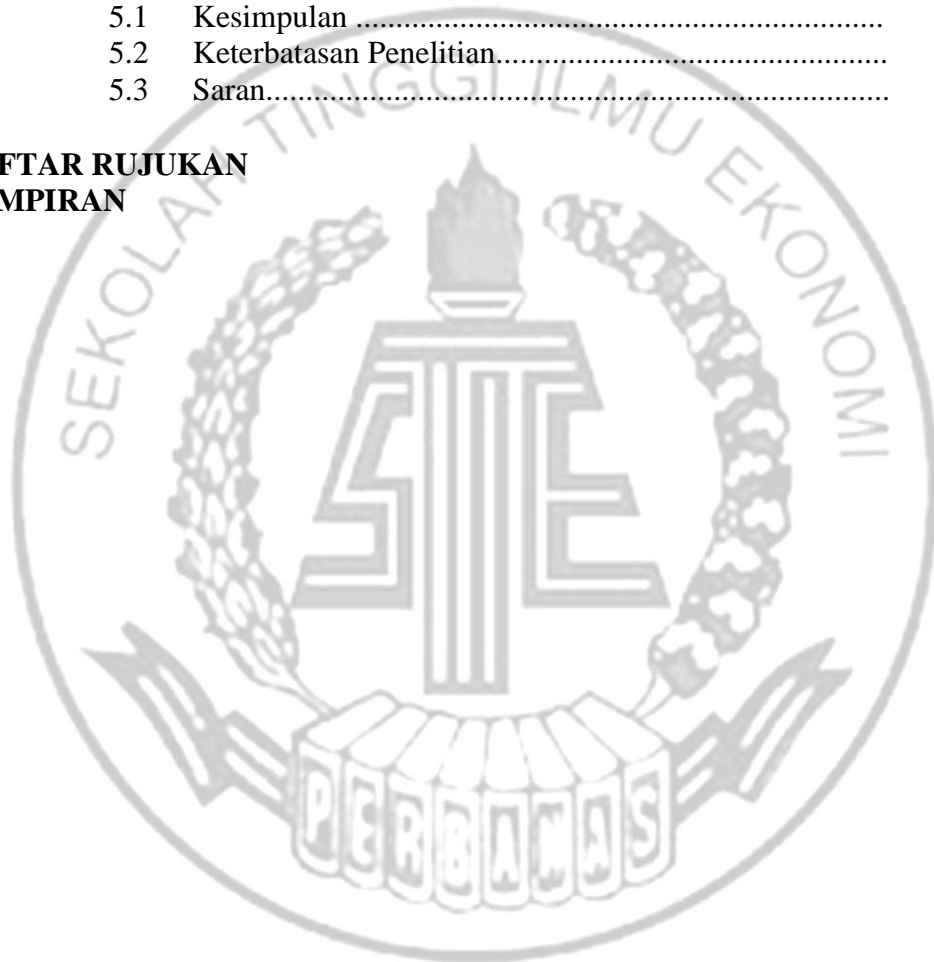 5.1 Kesimpulan ..................................................................
5.2 Keterbatasan Penelitian.................................................
5.3 Saran..............................................................................
FTAR RUJUKAN
MPIRAN
SEKOLAH TINGGI ILMU EKONOMI
STIE
PERBANAS